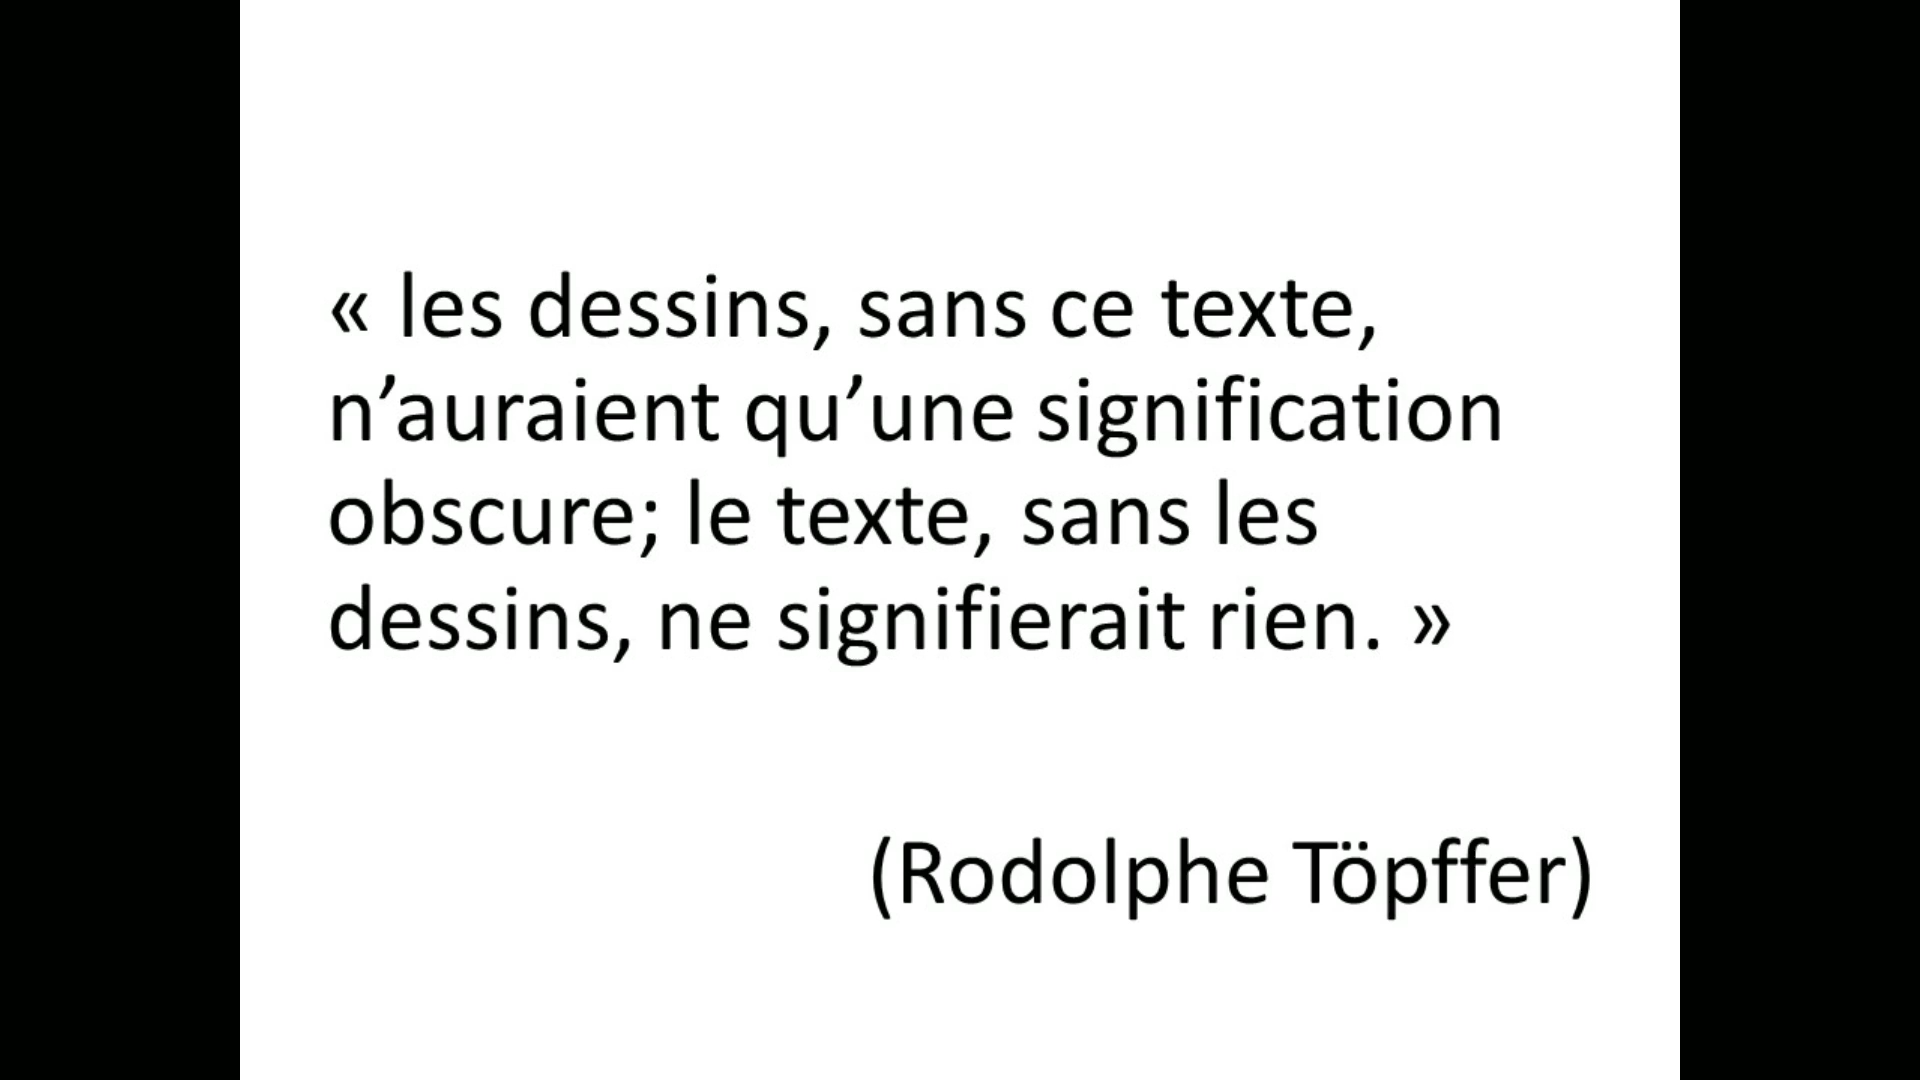 « les dessins, sans ce texte,
n’auraient qu’une signification
obscure; le texte, sans les
dessins, ne signifierait rien. »
(Rodolphe Töpffer)